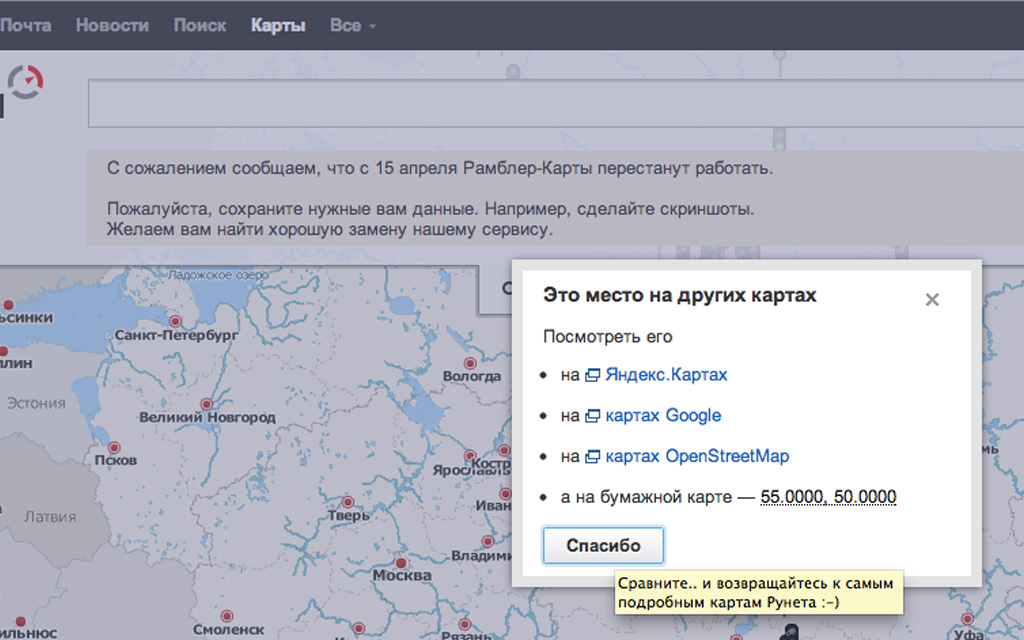 Почта Новости Поиск Карты Все
С сожалением сообщаем, что с 15 апреля Рамблер-Карты перестанут работать.
Пожалуйста, сохраните нужные вам данные. Например, сделайте скриншоты.
Желаем вам найти хорошую замену нашему сервису.
Ладожское озеро
ьсинки
Санкт-Петербург
ллин
Эстония
Великий Новгород
Вологда
Псков
Ярославль
Костр
Латвия
Тверь
Иван
Владими
Москва
Смоленск
Рязань
ильнюс
Уфа
мь
Это место на других картах
Посмотреть его
• на Яндекс.Картах
• на картах Google
• на картах OpenStreetMap
• а на бумажной карте — 55.0000, 50.0000
Спасибо
Сравните.. и возвращайтесь к самым
подробным картам Рунета :-)